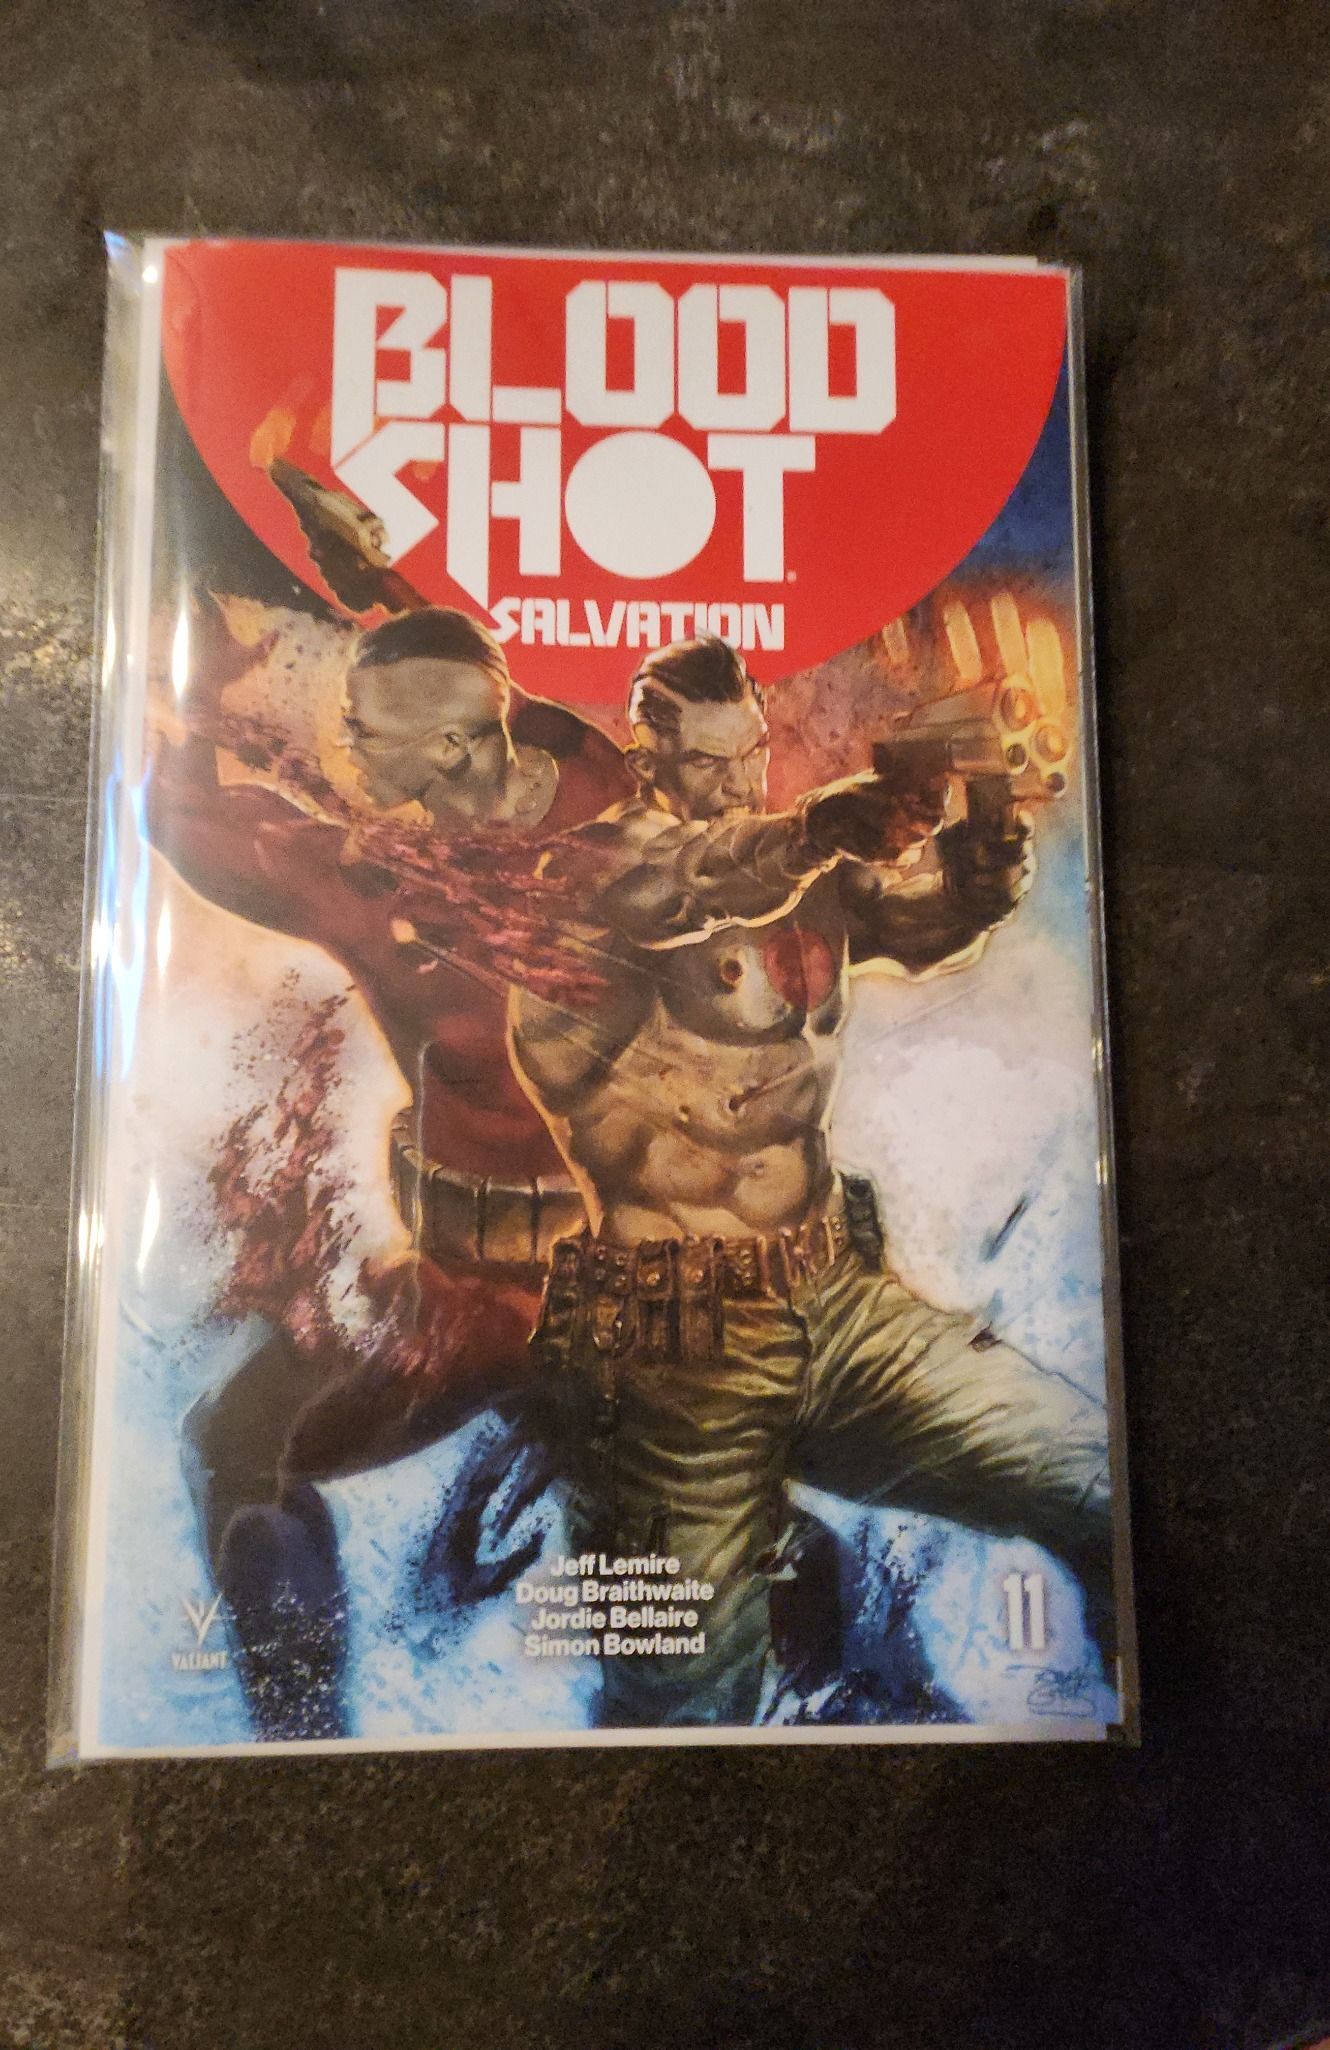 BLOOD
SHOT
SALVATION
Jeff Lemire
Doug Braithwaite
Jordie Bellaire
Simon Bowland
VALIANT
11